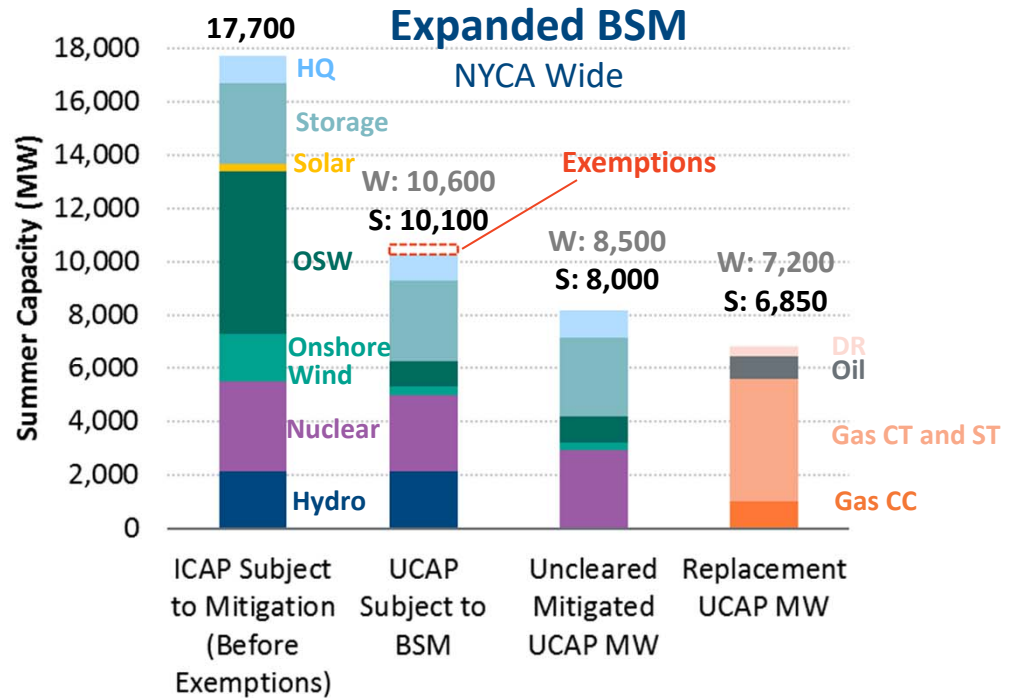 Expanded BSM
NYCA Wide
Summer Capacity (MW)
18,000
16,000
14,000
12,000
10,000
8,000
6,000
4,000
2,000
0
17,700
HQ
Storage
Solar
OSW
Onshore
Wind
Nuclear
Hydro
Exemptions
W: 10,600
S: 10,100
W: 8,500
S: 8,000
W: 7,200
S: 6,850
DR
Oil
Gas CT and ST
Gas CC
ICAP Subject
to Mitigation
(Before
Exemptions)
UCAP
Subject to
BSM
Uncleared
Mitigated
UCAP MW
Replacement
UCAP MW